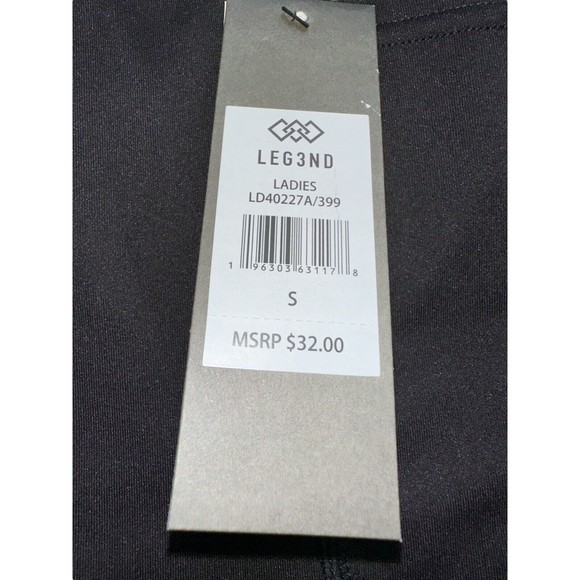 LEG3ND
LADIES
LD40227A/399
1 96303 63117 8
S
MSRP $32.00